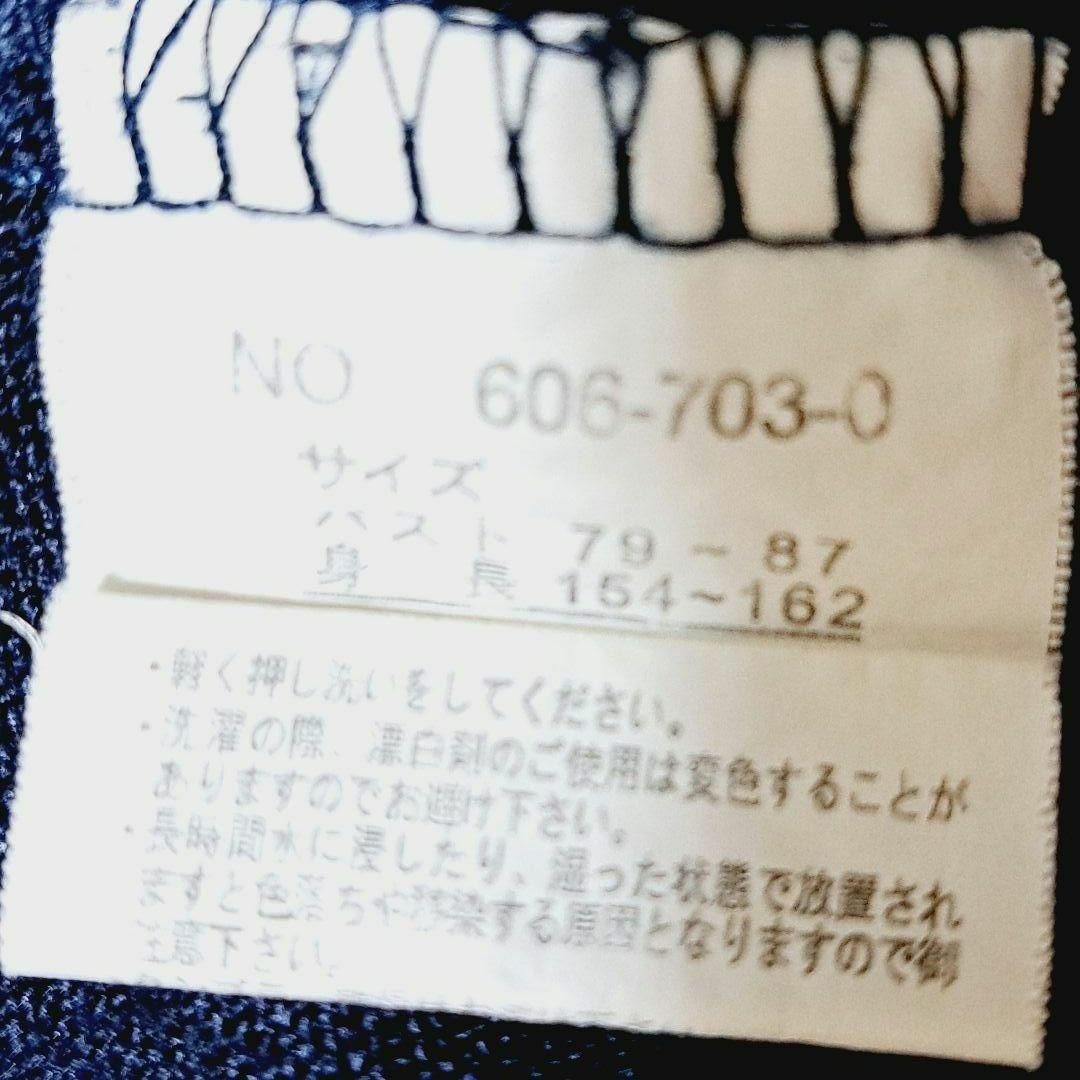 NO 606-703-0
サイズ
バスト 79~87
身長 154~162
・軽く押し洗いをしてください。
・洗濯の際、漂白剤のご使用は変色することが
ありますのでお避け下さい。
・長時間水に浸したり、湿った状態で放置され
ますと色落ちや移染する原因となりますので御
注意下さい。